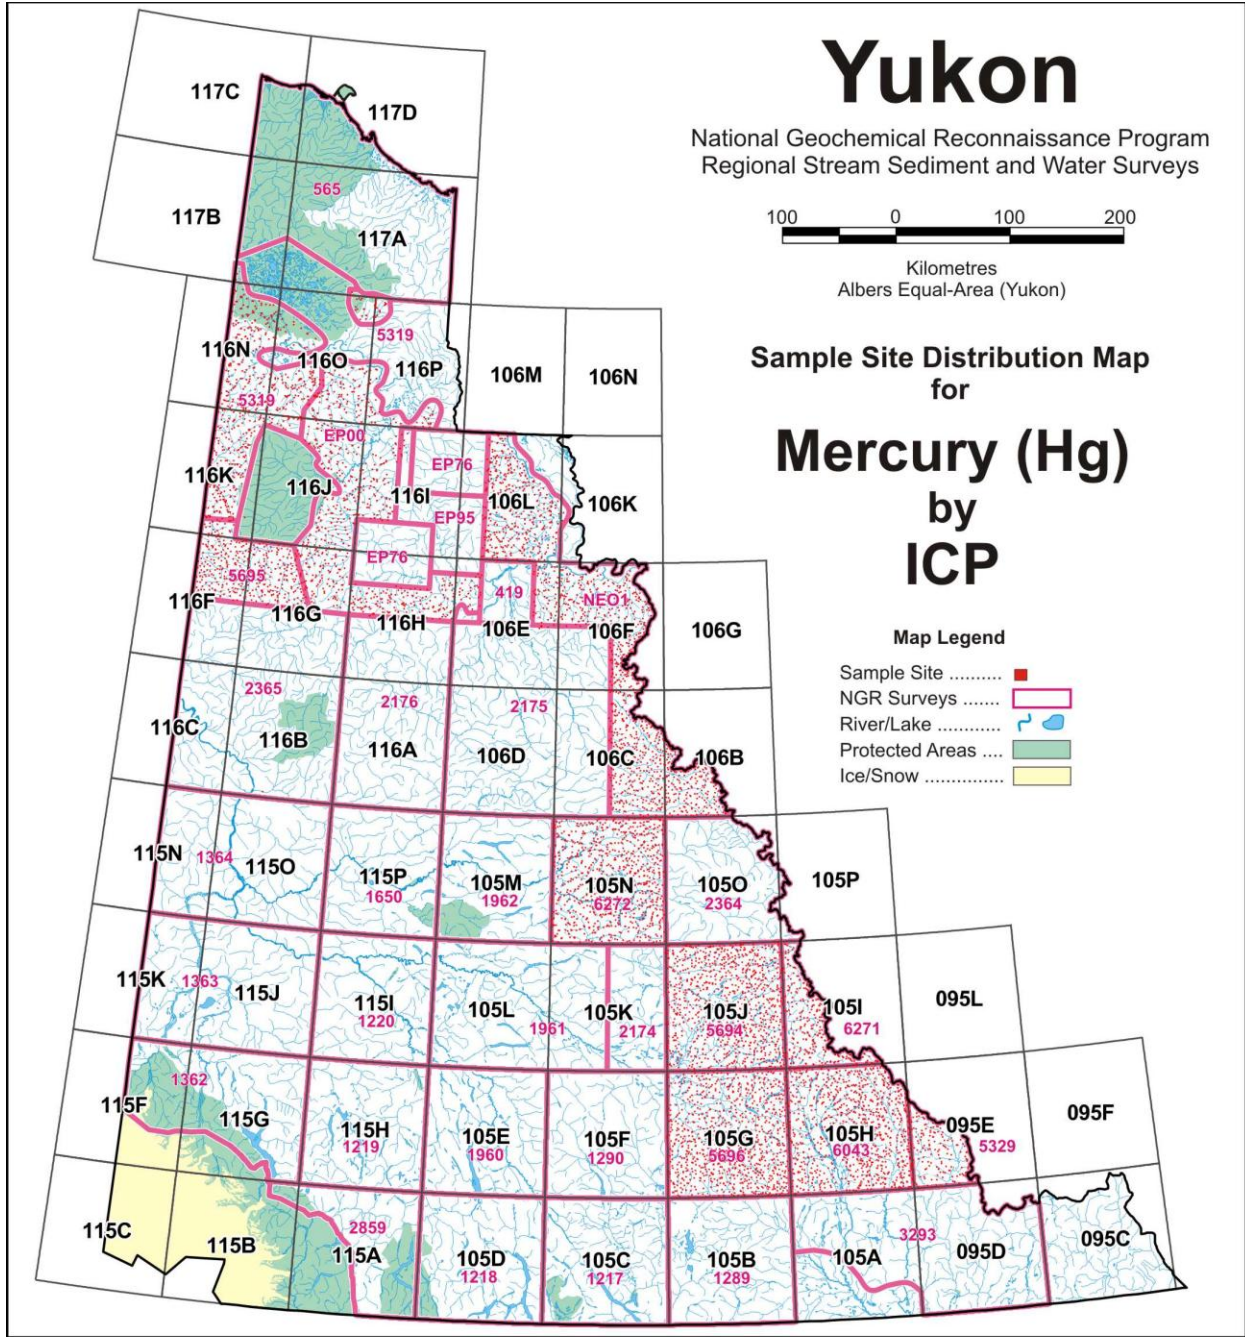 Yukon
National Geochemical Reconnaissance Program
Regional Stream Sediment and Water Surveys
100 0 100 200
Kilometres
Albers Equal-Area (Yukon)
Sample Site Distribution Map
for
Mercury (Hg)
by
ICP
Map Legend
Sample Site ..........
NGR Surveys .......
River/Lake ............
Protected Areas ....
Ice/Snow ...............
117C
117D
565
117B
117A
5319
116N
116O
116P
106M
106N
5319
EP00
EP76
116K
116J
116I
106L
106K
EP95
EP76
5695
419
NEO1
116F
116G
116H
106E
106F
106G
2365
2176
2175
116C
116B
116A
106D
106C
106B
115N
1364
115O
115P
1650
105M
1962
105N
6272
105O
2364
105P
115K
1363
115J
115I
1220
105L
1961
105K
2174
105J
5694
105I
6271
095L
1362
115F
115G
115H
1219
105E
1960
105F
1290
105G
5696
105H
6043
095E
5329
095F
115C
115B
2859
115A
105D
1218
105C
1217
105B
1289
105A
3293
095D
095C